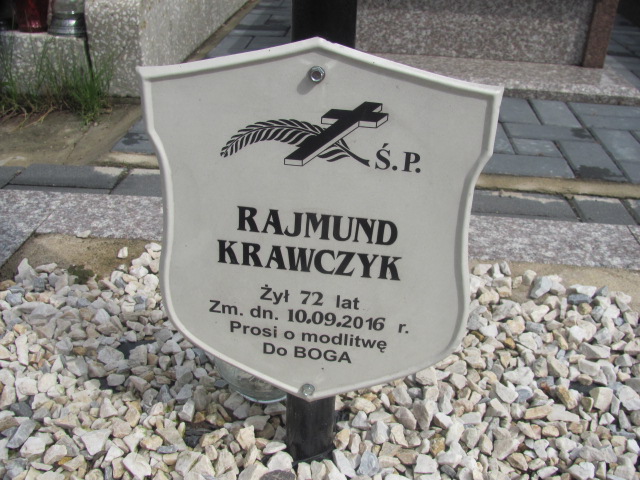 Ś.P.
RAJMUND
KRAWCZYK
Żył 72 lat
Zm. dn. 10.09.2016 r.
Prosi o modlitwę
Do BOGA